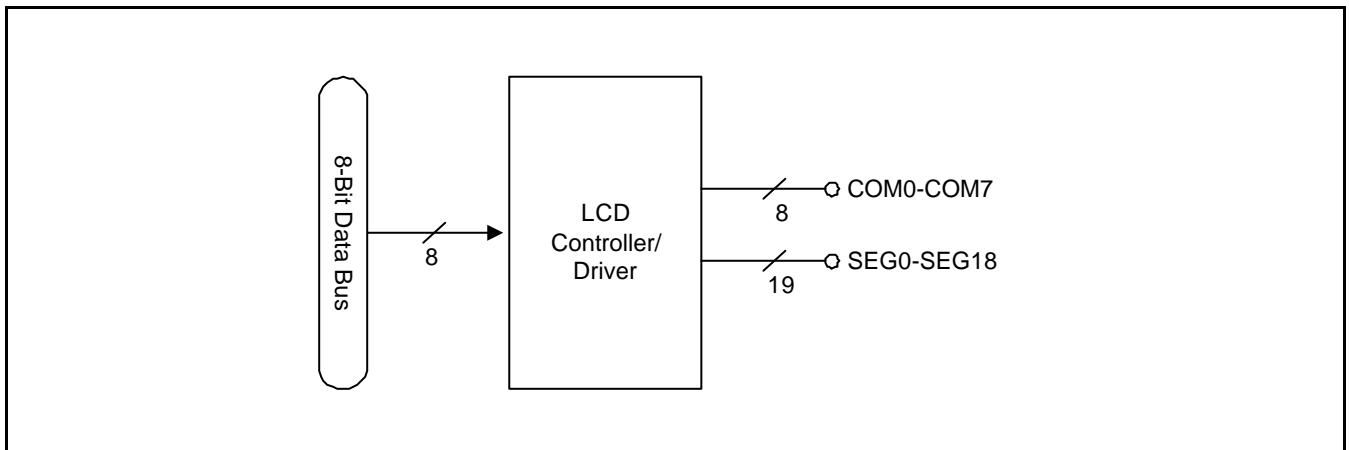 8-Bit Data Bus
8
LCD
Controller/
Driver
COM0-COM7
8
SEG0-SEG18
19